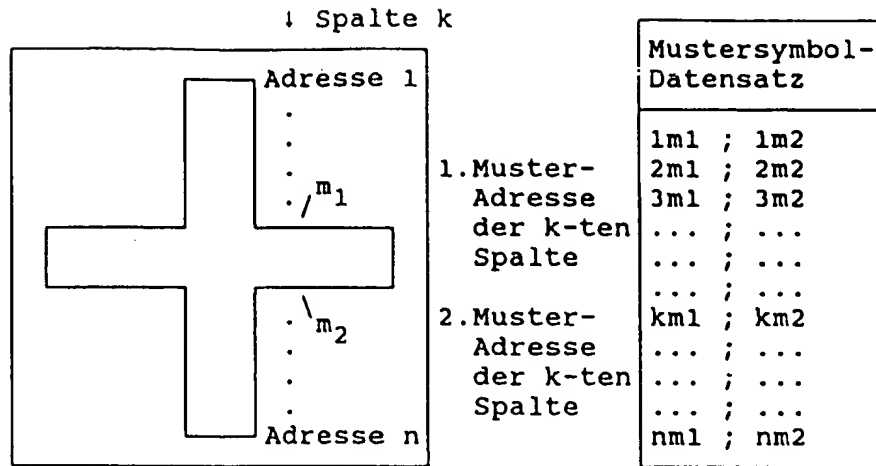 ↓ Spalte k
Adresse 1
.
.
.
.
m1
m2
.
.
.
.
Adresse n
1.Muster-
Adresse
der k-ten
Spalte
2.Muster-
Adresse
der k-ten
Spalte
Mustersymbol-
Datensatz
1m1 ; 1m2
2m1 ; 2m2
3m1 ; 3m2
... ; ...
... ; ...
... ; ...
km1 ; km2
... ; ...
... ; ...
... ; ...
nm1 ; nm2